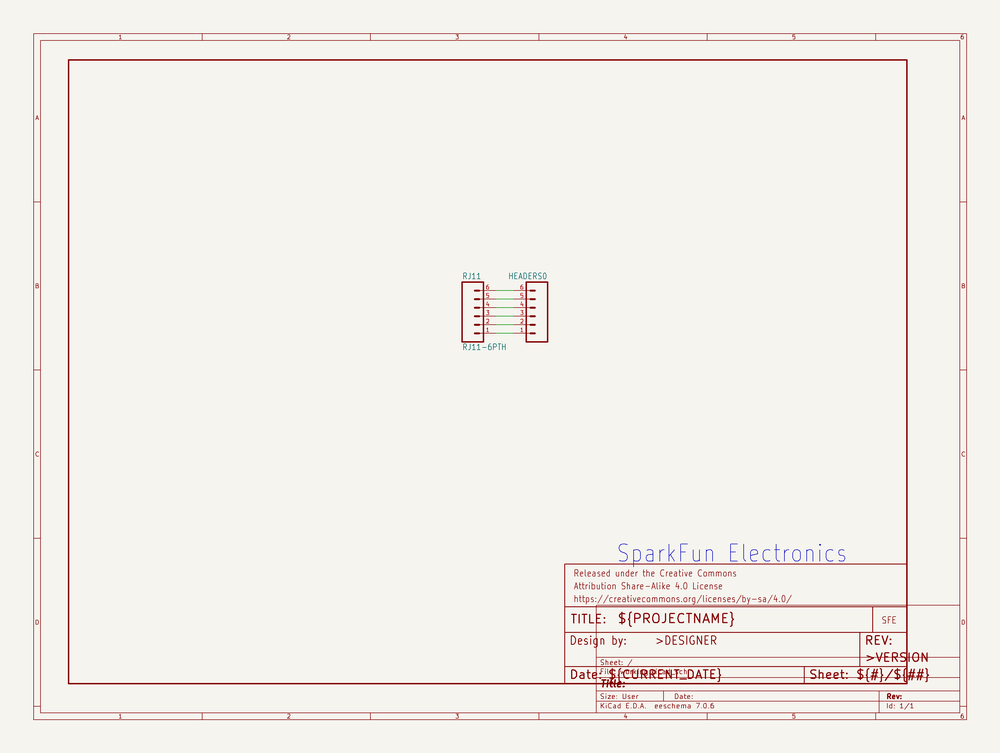 1 2 3 4 5 6
A A
B B
RJ11 HEADERS0
6 6
5 5
4 4
3 3
2 2
1 1
RJ11-6PTH
C C
SparkFun Electronics
Released under the Creative Commons
Attribution Share-Alike 4.0 License
https://creativecommons.org/licenses/by-sa/4.0/
TITLE: ${PROJECTNAME} SFE
D D
Design by: >DESIGNER REV:
>VERSION
Sheet: /
Date: ${CURRENT_DATE} Sheet: ${#}/${##}
Title:
Size: User Date: Rev:
KiCad E.D.A. eeschema 7.0.6 Id: 1/1
1 2 3 4 5 6